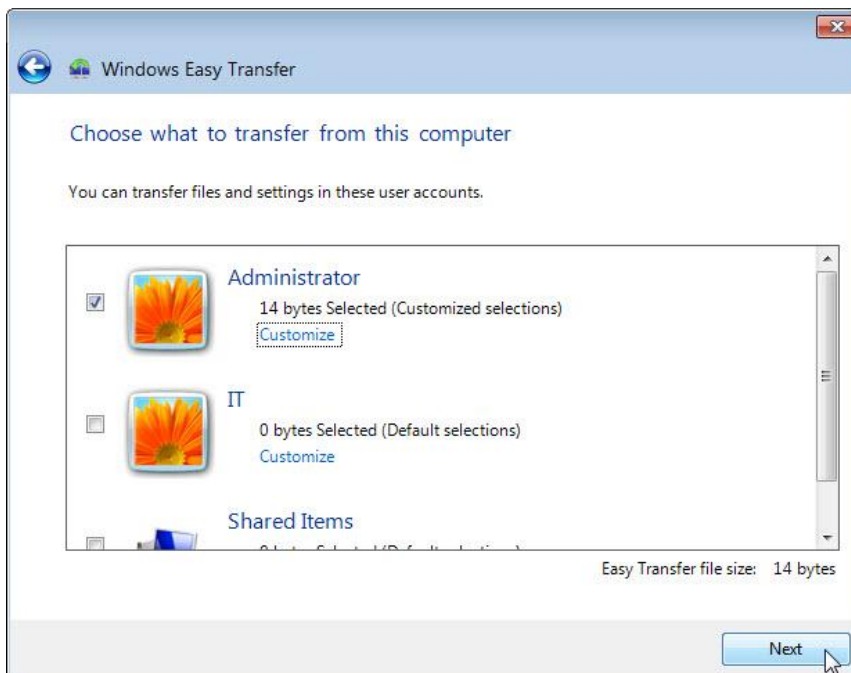 Windows Easy Transfer
Choose what to transfer from this computer
You can transfer files and settings in these user accounts.
Administrator
14 bytes Selected (Customized selections)
Customize
IT
0 bytes Selected (Default selections)
Customize
Shared Items
Easy Transfer file size: 14 bytes
Next